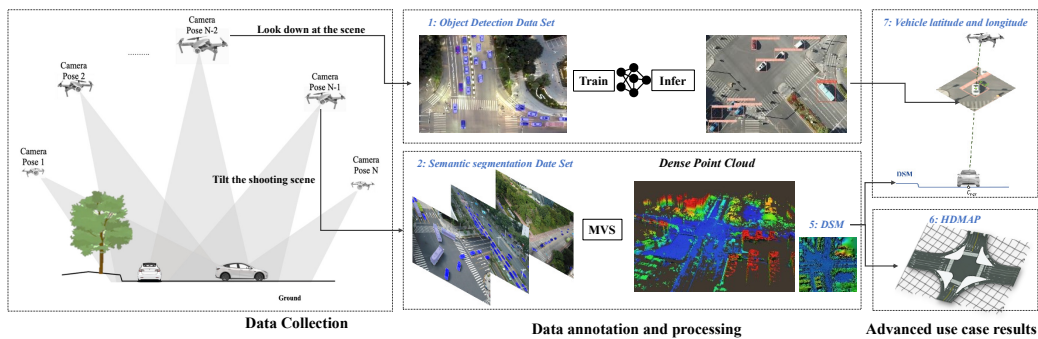 Camera
Pose N-2
Look down at the scene
..........
Camera
Pose 2
Camera
Pose N-1
Camera
Pose 1
Tilt the shooting scene
Camera
Pose N
Ground
Data Collection
1: Object Detection Data Set
Train
Infer
2: Semantic segmentation Date Set
Dense Point Cloud
MVS
5: DSM
Data annotation and processing
7: Vehicle latitude and longitude
DSM
6: HDMAP
Advanced use case results